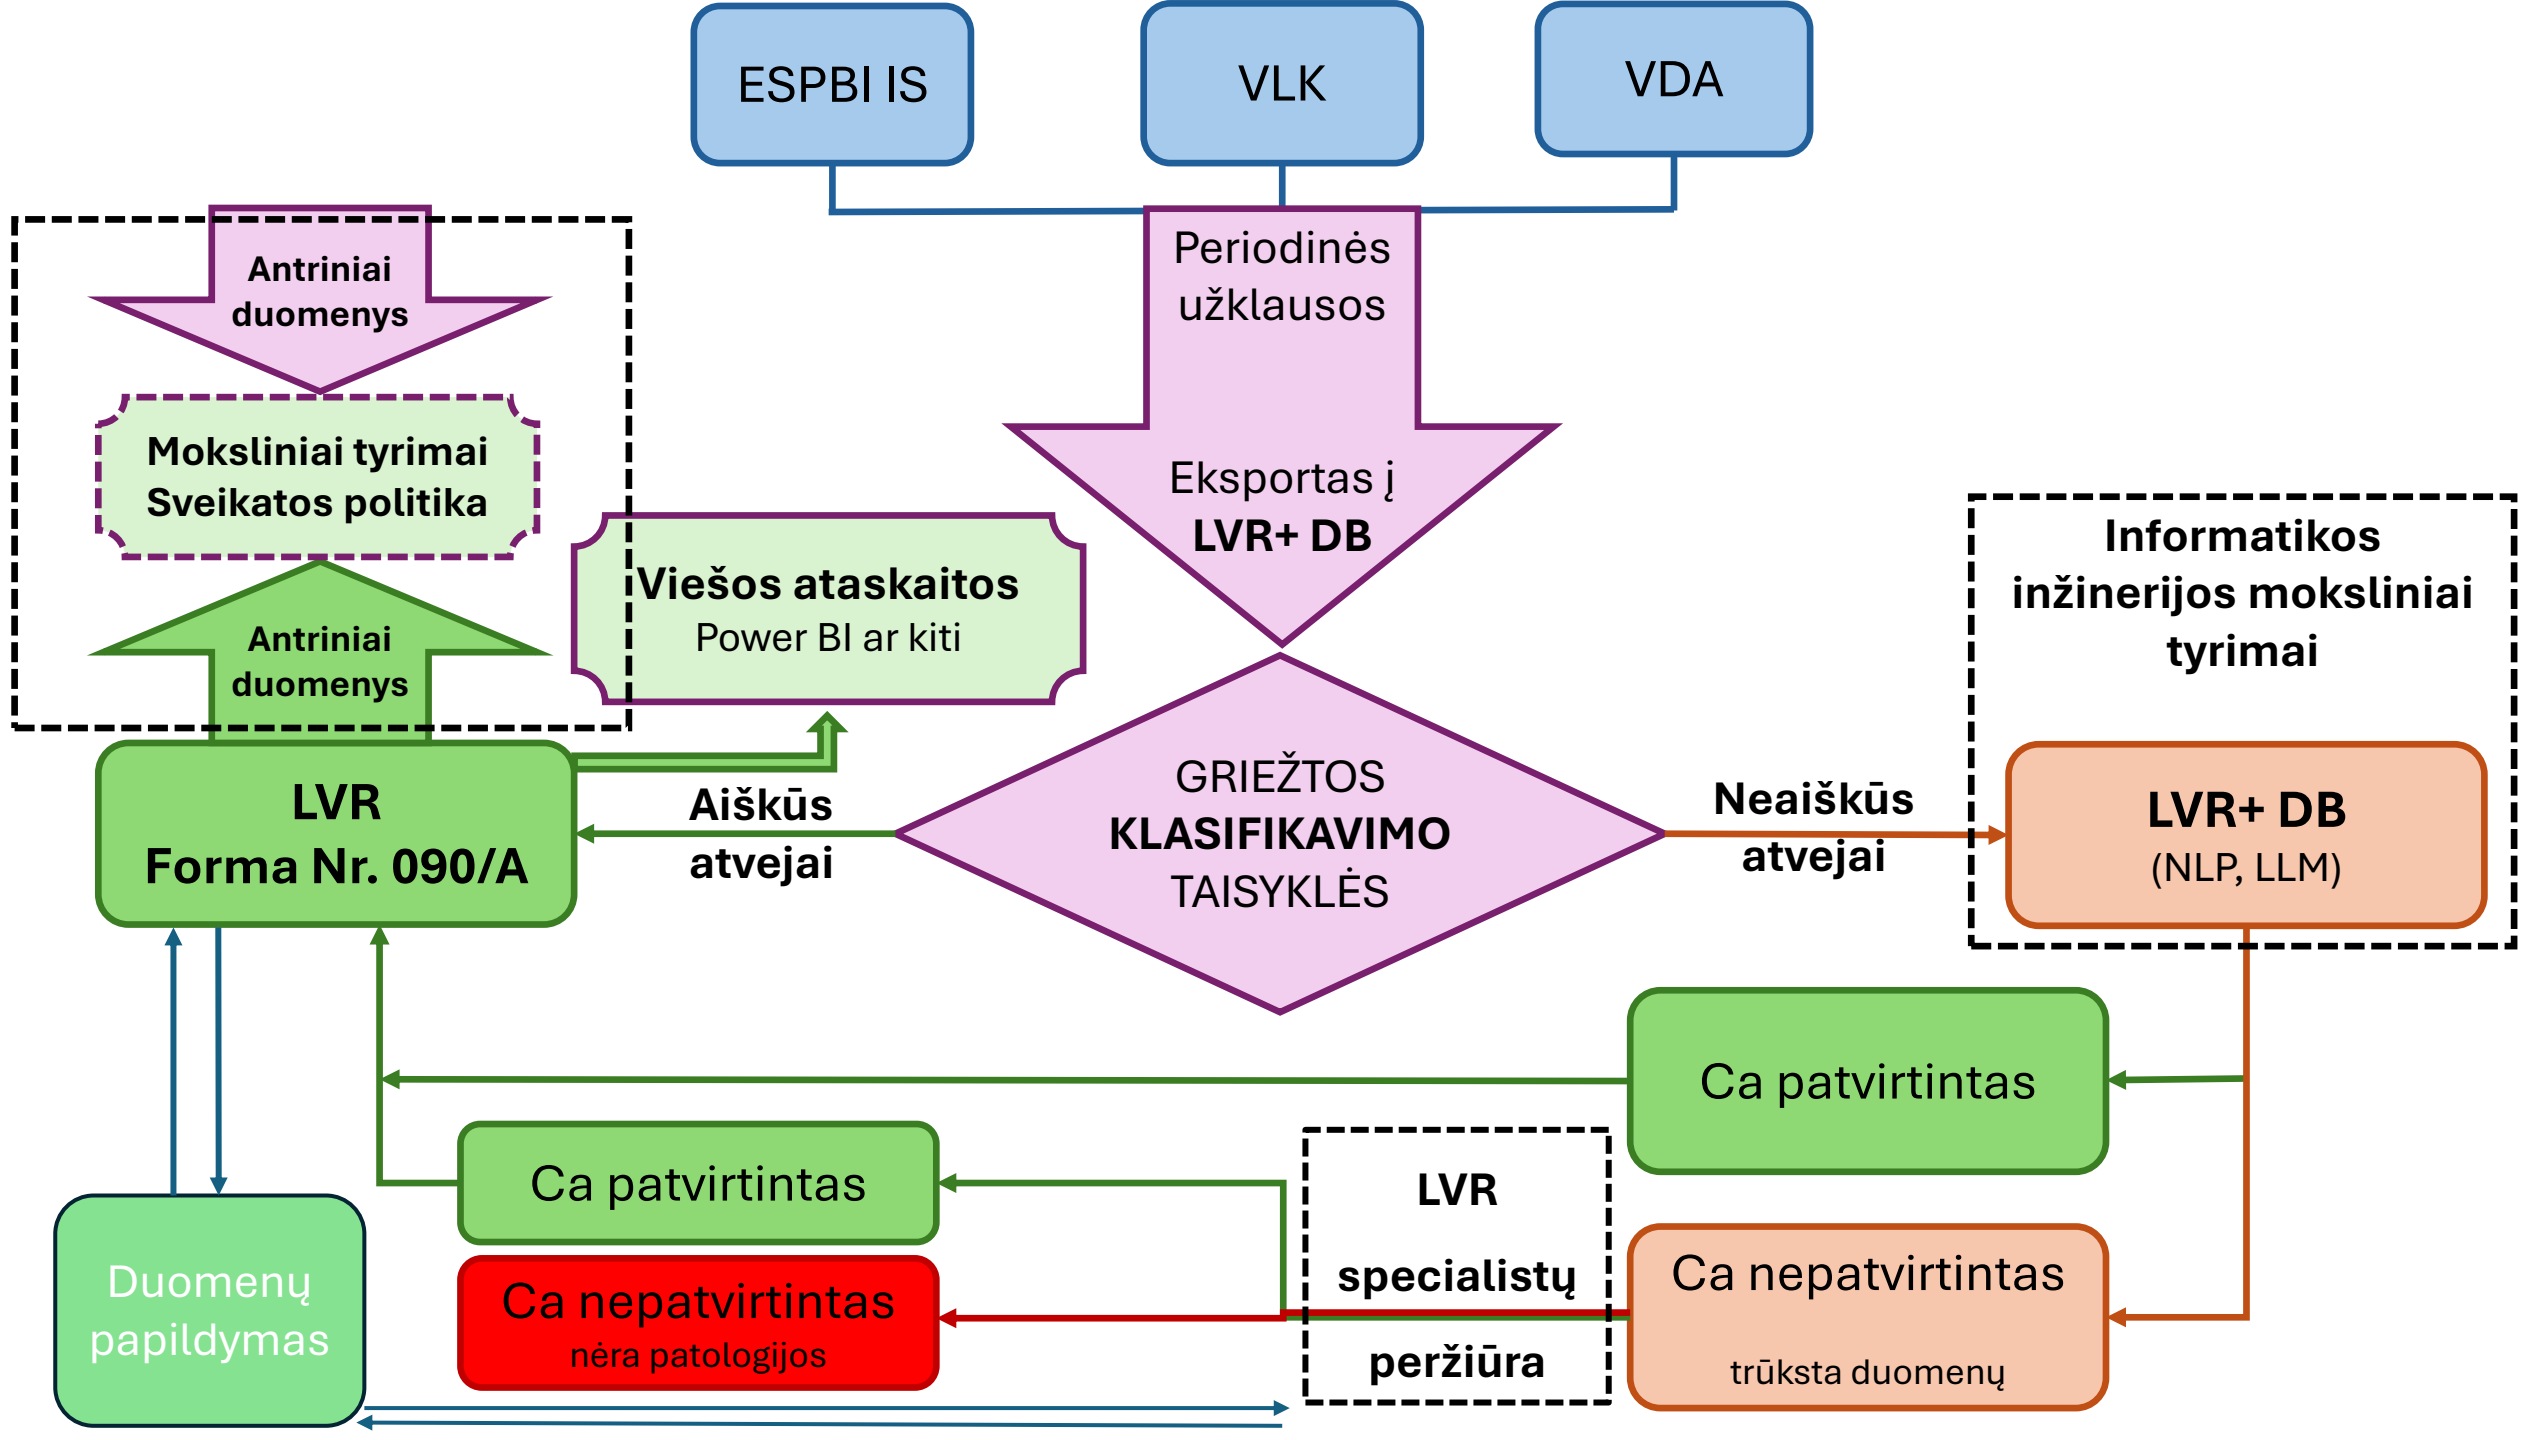 ESPBI IS
VLK
VDA
Periodinės
užklausos
Eksportas į
LVR+ DB
Antriniai
duomenys
Moksliniai tyrimai
Sveikatos politika
Antriniai
duomenys
Viešos ataskaitos
Power BI ar kiti
Informatikos
inžinerijos moksliniai
tyrimai
LVR
Forma Nr. 090/A
Aiškūs
atvejai
GRIEŽTOS
KLASIFIKAVIMO
TAISYKLĖS
Neaiškūs
atvejai
LVR+ DB
(NLP, LLM)
Ca patvirtintas
Ca patvirtintas
LVR
specialistų
peržiūra
Ca nepatvirtintas
trūksta duomenų
Ca nepatvirtintas
nėra patologijos
Duomenų
papildymas